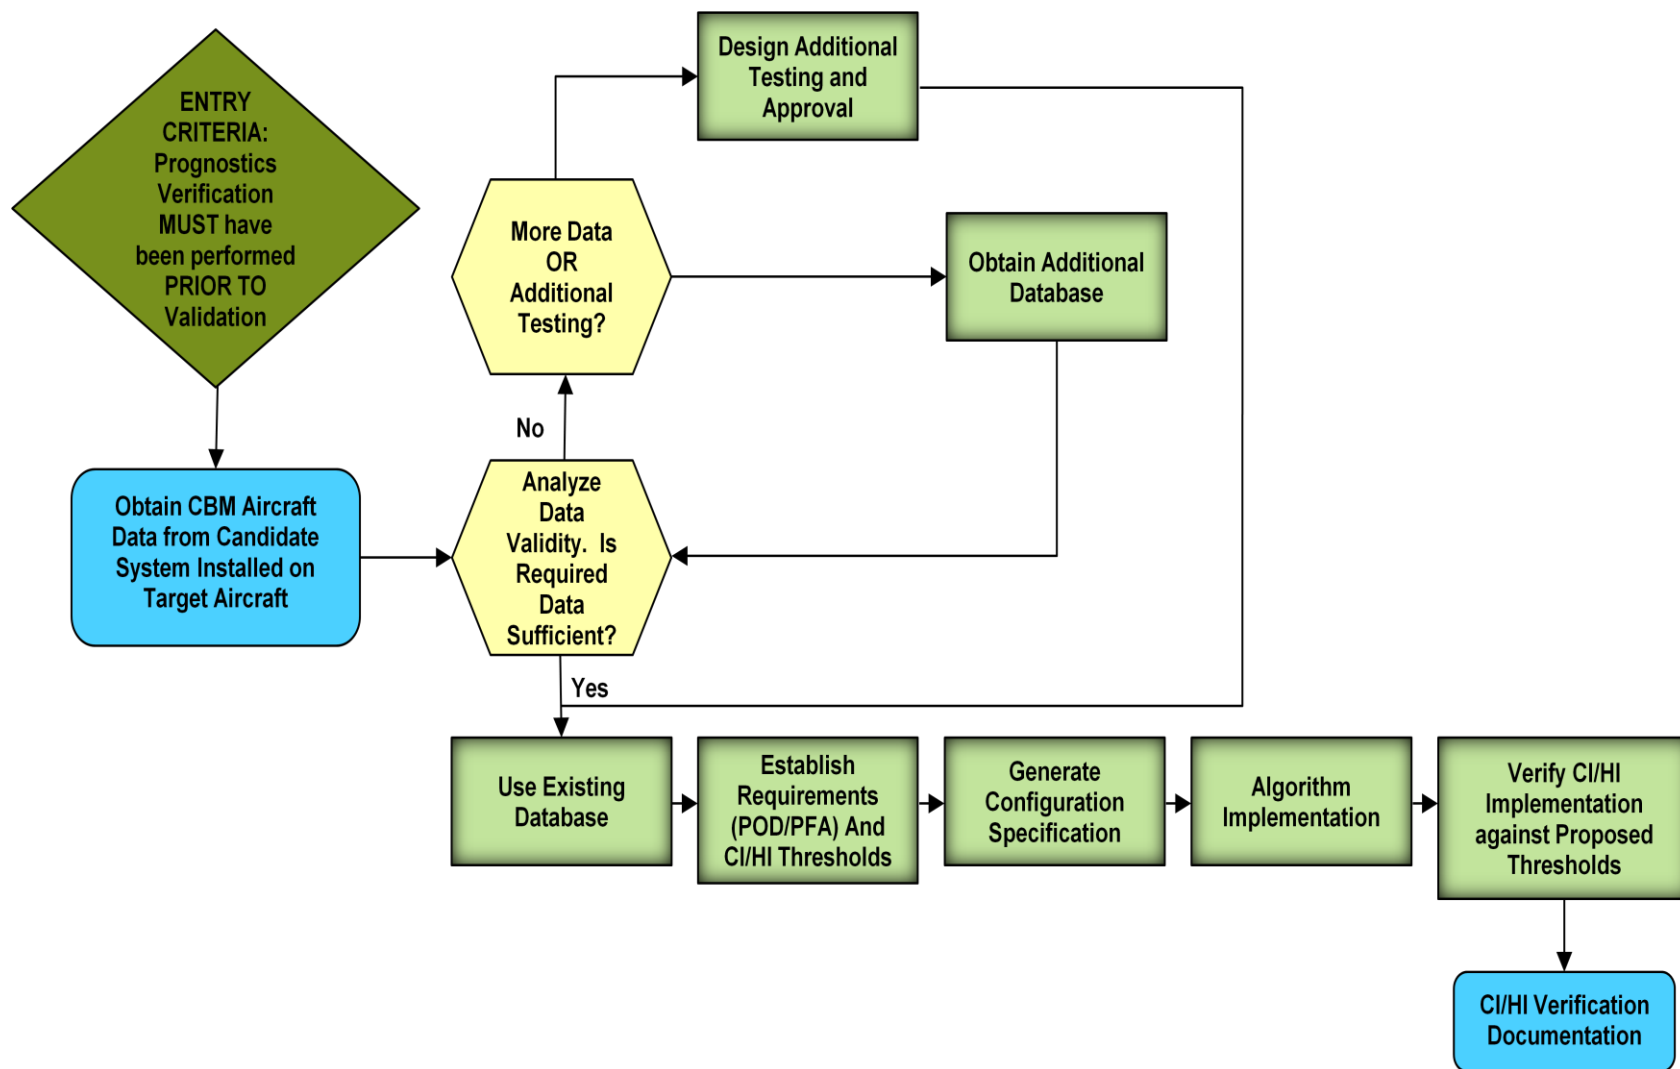 ENTRY
CRITERIA:
Prognostics
Verification
MUST have
been performed
PRIOR TO
Validation
Obtain CBM Aircraft
Data from Candidate
System Installed on
Target Aircraft
Design Additional
Testing and
Approval
More Data
OR
Additional
Testing?
Obtain Additional
Database
No
Analyze
Data
Validity.  Is
Required
Data
Sufficient?
Yes
Use Existing
Database
Establish
Requirements
(POD/PFA) And
CI/HI Thresholds
Generate
Configuration
Specification
Algorithm
Implementation
Verify CI/HI
Implementation
against Proposed
Thresholds
CI/HI Verification
Documentation